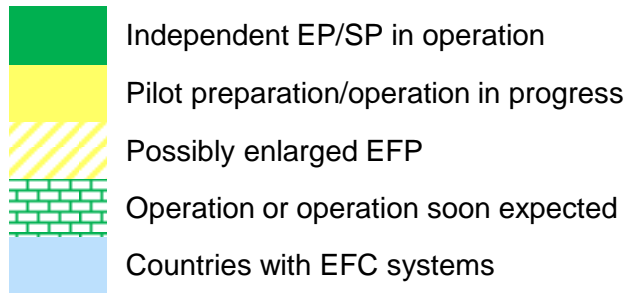 Independent EP/SP in operation
Pilot preparation/operation in progress
Possibly enlarged EFP
Operation or operation soon expected
Countries with EFC systems